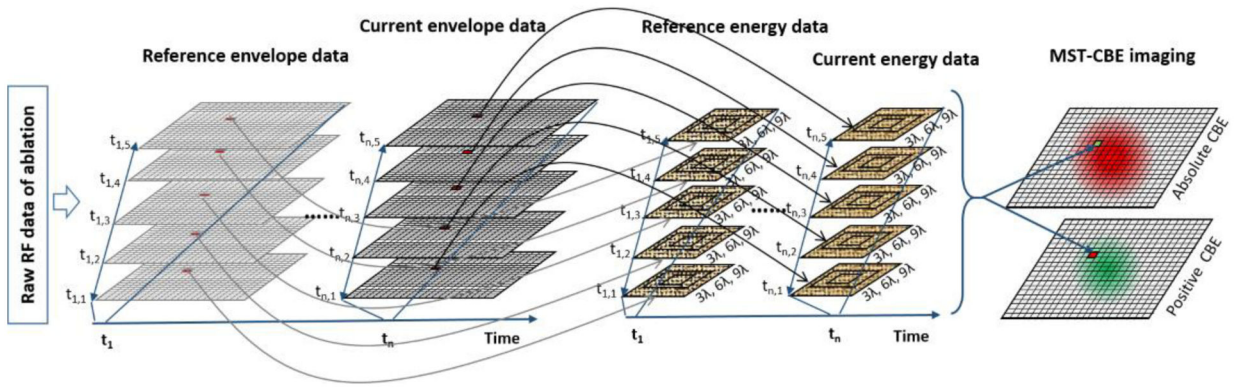 Raw RF data of ablation
Reference envelope data
Current envelope data
Reference energy data
Current energy data
MST-CBE imaging
t1,5
t1,4
t1,3
t1,2
t1,1
t1
tn,5
tn,4
tn,3
tn,2
tn,1
tn
Time
t1,5
t1,4
t1,3
t1,2
t1,1
3λ, 6λ, 9λ
3λ, 6λ, 9λ
3λ, 6λ, 9λ
3λ, 6λ, 9λ
3λ, 6λ, 9λ
t1
tn,5
tn,4
tn,3
tn,2
tn,1
3λ, 6λ, 9λ
3λ, 6λ, 9λ
3λ, 6λ, 9λ
3λ, 6λ, 9λ
3λ, 6λ, 9λ
tn
Time
Absolute CBE
Positive CBE